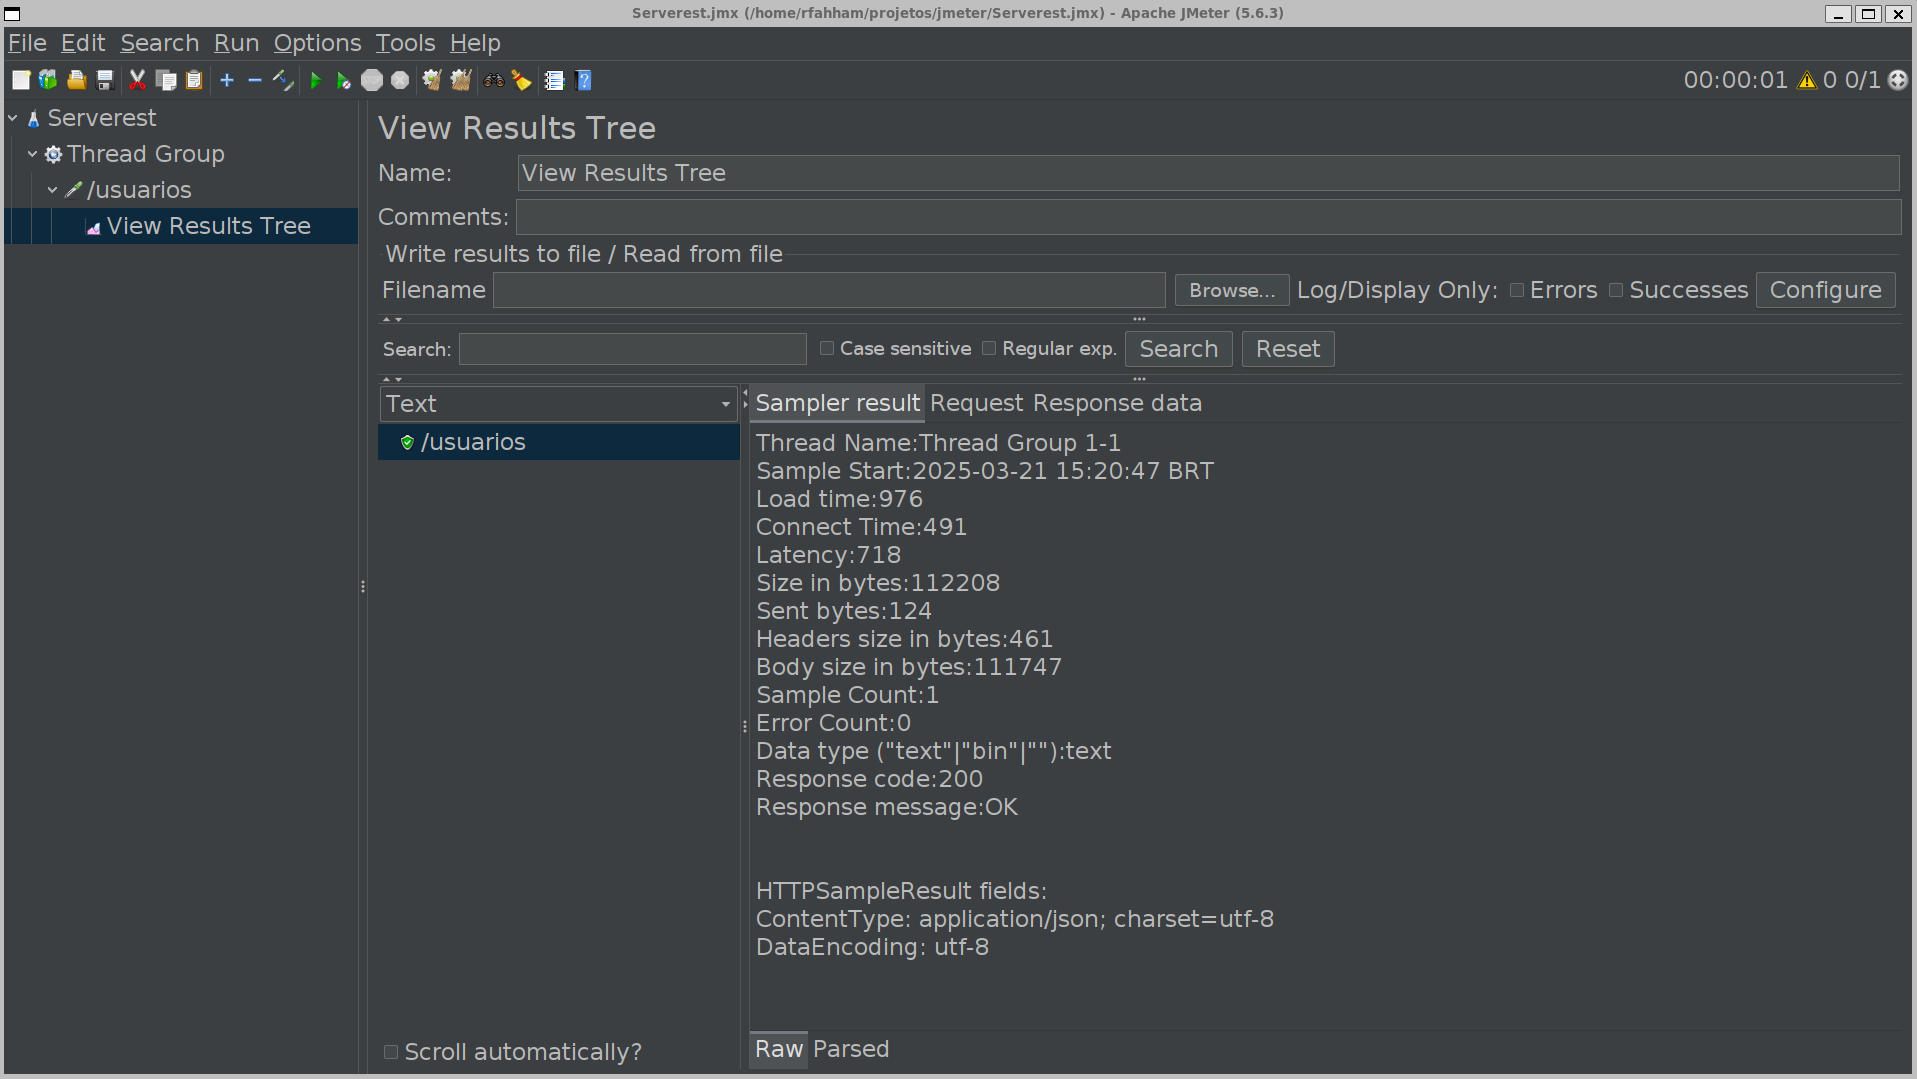 Serverest.jmx (/home/rfahham/projetos/jmeter/Serverest.jmx) - Apache JMeter (5.6.3)
File Edit Search Run Options Tools Help
00:00:01 0 0/1
Serverest
Thread Group
/usuarios
View Results Tree
View Results Tree
Name: View Results Tree
Comments:
Write results to file / Read from file
Filename Browse... Log/Display Only: Errors Successes Configure
Search: Case sensitive Regular exp. Search Reset
Text
/usuarios
Scroll automatically?
Sampler result Request Response data
Thread Name:Thread Group 1-1
Sample Start:2025-03-21 15:20:47 BRT
Load time:976
Connect Time:491
Latency:718
Size in bytes:112208
Sent bytes:124
Headers size in bytes:461
Body size in bytes:111747
Sample Count:1
Error Count:0
Data type ("text"|"bin"|""):text
Response code:200
Response message:OK
HTTPSampleResult fields:
ContentType: application/json; charset=utf-8
DataEncoding: utf-8
Raw Parsed